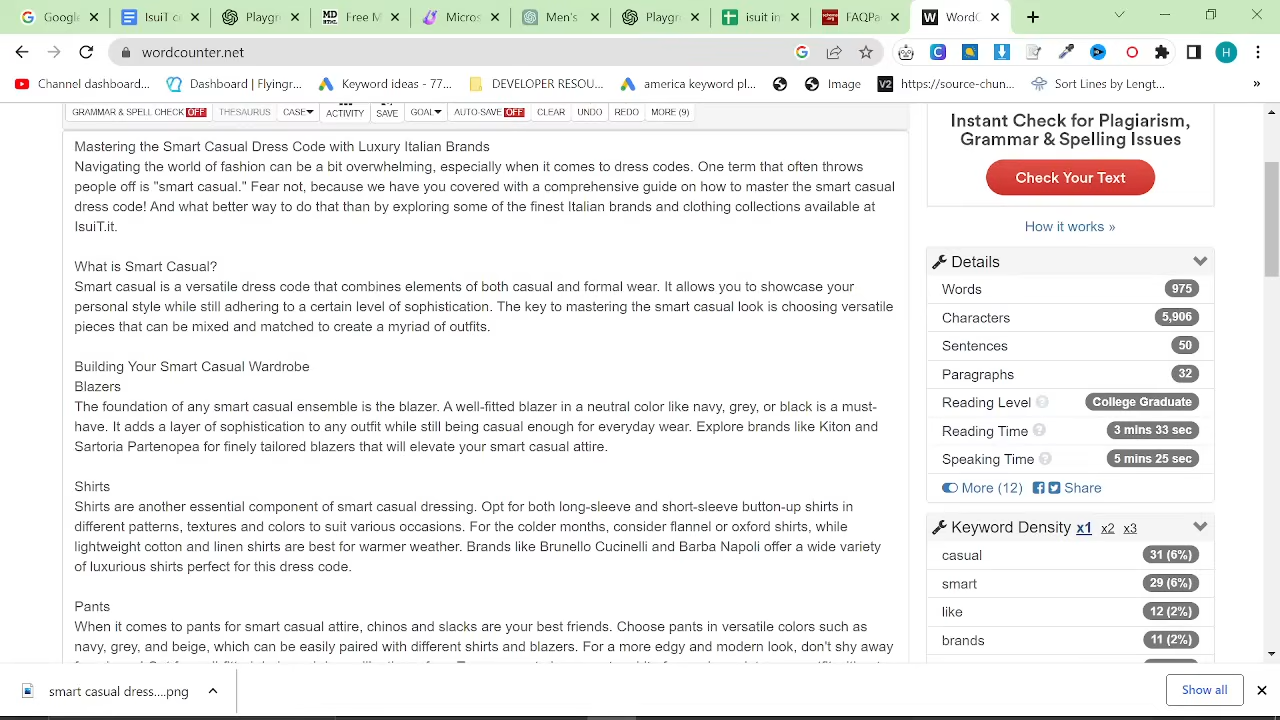 Google
IsuiT
Playgr
Free M
Micros
Meps
Playgr
isuit in
FAQPa
WordC
wordcounter.net
H
Channel dashboard...
Dashboard | Flying...
Keyword ideas - 77...
DEVELOPER RESOU...
america keyword pl...
Image
V2 https://source-chun...
Sort Lines by Lengt...
»
GRAMMAR & SPELL CHECK OFF
THESAURUS
CASE
ACTIVITY
SAVE
GOAL
AUTO-SAVE OFF
CLEAR
UNDO
REDO
MORE (9)
Mastering the Smart Casual Dress Code with Luxury Italian Brands
Navigating the world of fashion can be a bit overwhelming, especially when it comes to dress codes. One term that often throws
people off is "smart casual." Fear not, because we have you covered with a comprehensive guide on how to master the smart casual
dress code! And what better way to do that than by exploring some of the finest Italian brands and clothing collections available at
IsuiT.it.
What is Smart Casual?
Smart casual is a versatile dress code that combines elements of both casual and formal wear. It allows you to showcase your
personal style while still adhering to a certain level of sophistication. The key to mastering the smart casual look is choosing versatile
pieces that can be mixed and matched to create a myriad of outfits.
Building Your Smart Casual Wardrobe
Blazers
The foundation of any smart casual ensemble is the blazer. A well-fitted blazer in a neutral color like navy, grey, or black is a must-
have. It adds a layer of sophistication to any outfit while still being casual enough for everyday wear. Explore brands like Kiton and
Sartoria Partenopea for finely tailored blazers that will elevate your smart casual attire.
Shirts
Shirts are another essential component of smart casual dressing. Opt for both long-sleeve and short-sleeve button-up shirts in
different patterns, textures and colors to suit various occasions. For the colder months, consider flannel or oxford shirts, while
lightweight cotton and linen shirts are best for warmer weather. Brands like Brunello Cucinelli and Barba Napoli offer a wide variety
of luxurious shirts perfect for this dress code.
Pants
When it comes to pants for smart casual attire, chinos and slacks are your best friends. Choose pants in versatile colors such as
navy, grey, and beige, which can be easily paired with different tops and blazers. For a more edgy and modern look, don't shy away
Instant Check for Plagiarism,
Grammar & Spelling Issues
Check Your Text
How it works »
Details
Words 975
Characters 5,906
Sentences 50
Paragraphs 32
Reading Level College Graduate
Reading Time 3 mins 33 sec
Speaking Time 5 mins 25 sec
More (12) Share
Keyword Density x1 x2 x3
casual 31 (6%)
smart 29 (6%)
like 12 (2%)
brands 11 (2%)
smart casual dress....png
Show all